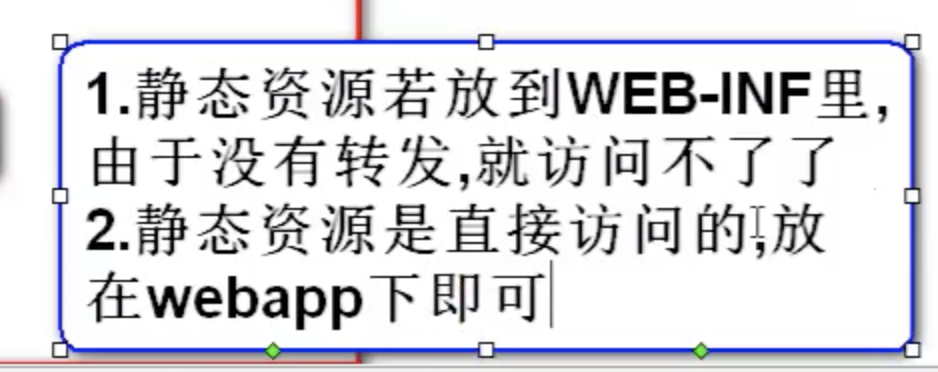 1.静态资源若放到WEB-INF里,
由于没有转发,就访问不了了
2.静态资源是直接访问的,放
在webapp下即可